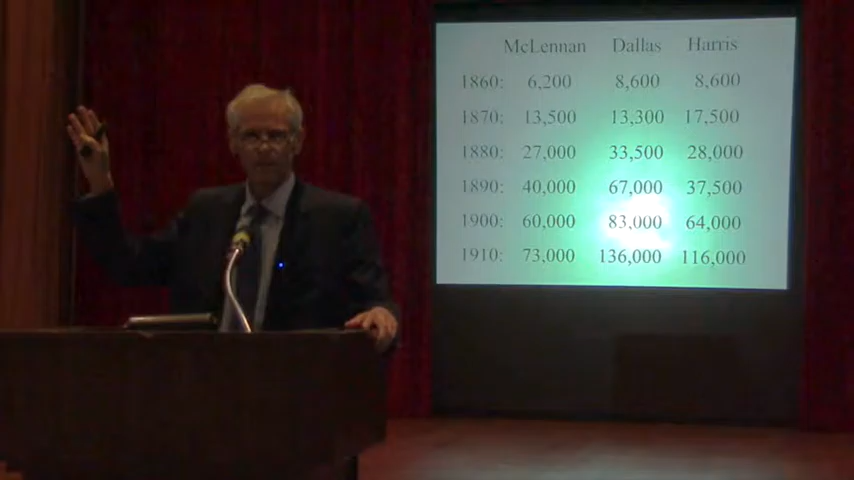 McLennan Dallas Harris
1860: 6,200 8,600 8,600
1870: 13,500 13,300 17,500
1880: 27,000 33,500 28,000
1890: 40,000 67,000 37,500
1900: 60,000 83,000 64,000
1910: 73,000 136,000 116,000